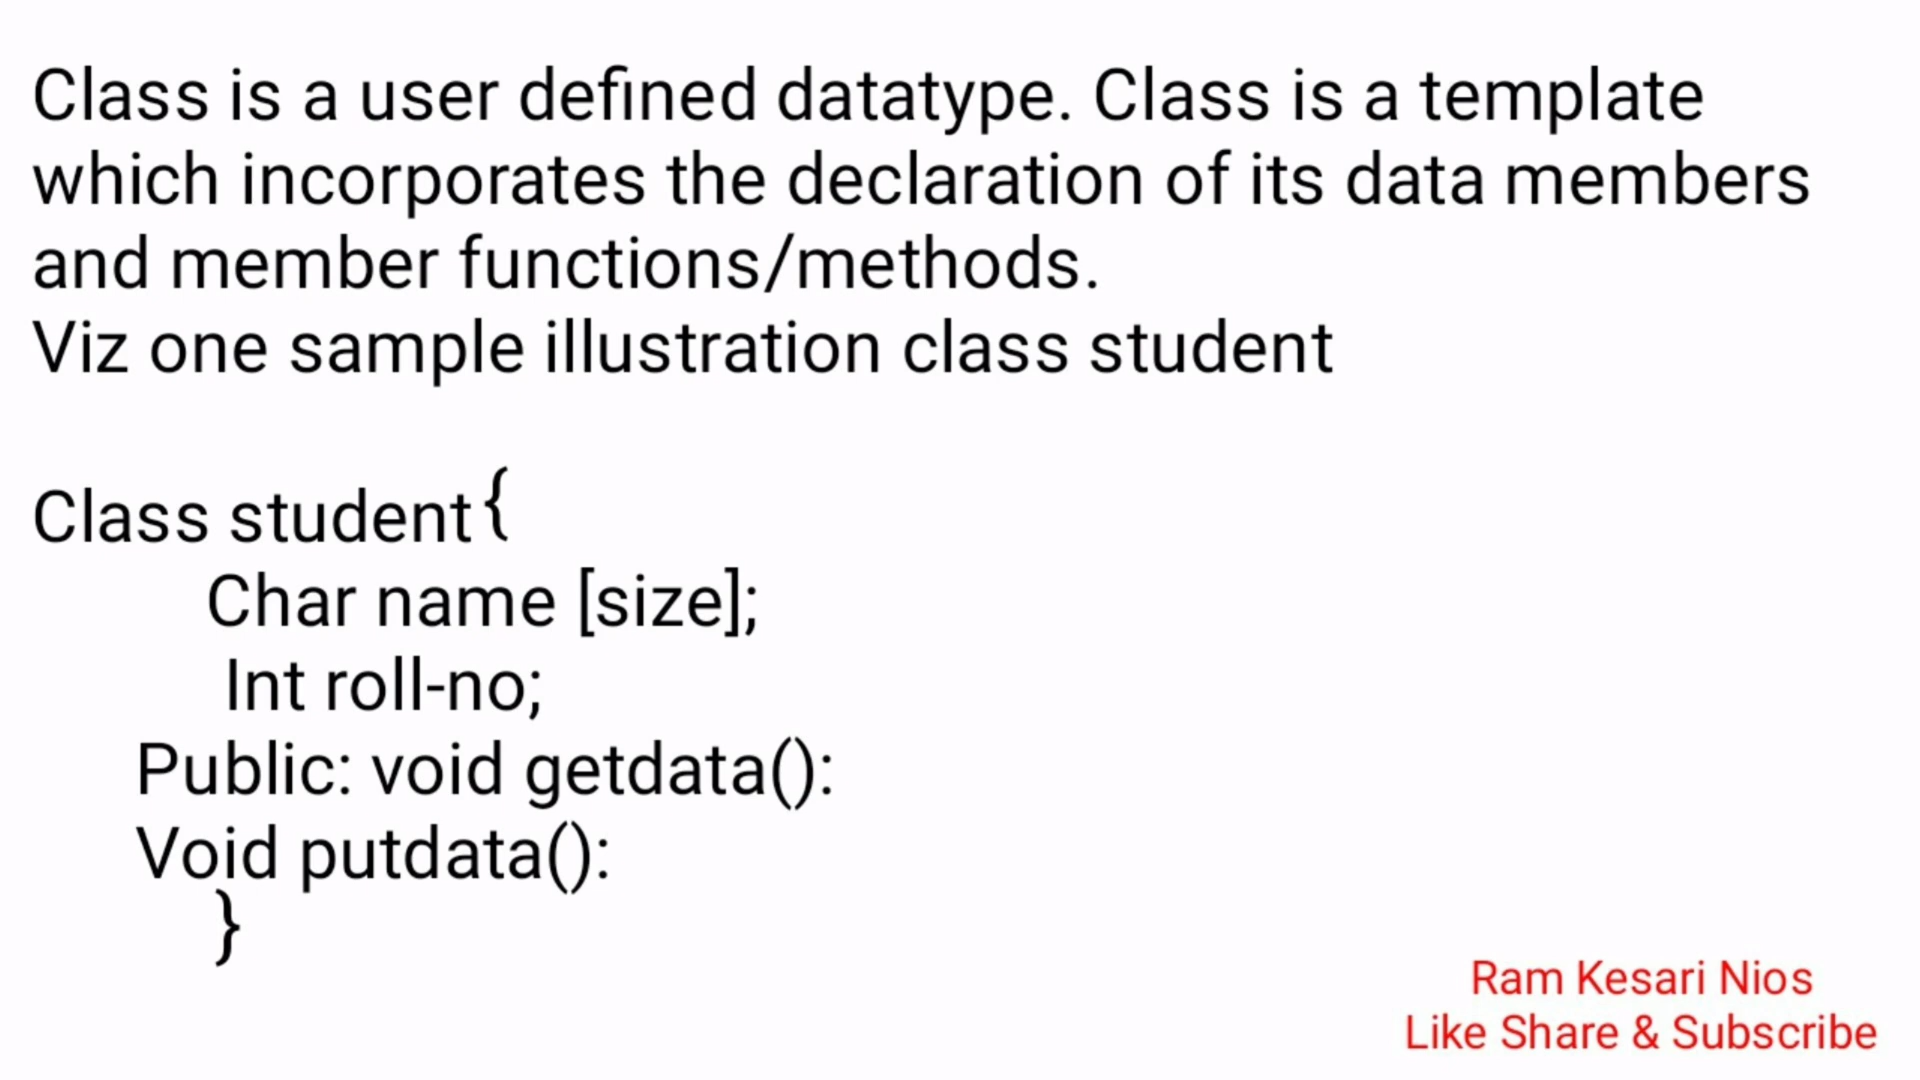 Class is a user defined datatype. Class is a template
which incorporates the declaration of its data members
and member functions/methods.
Viz one sample illustration class student
Class student{
Char name [size];
Int roll-no;
Public: void getdata():
Void putdata():
}
Ram Kesari Nios
Like Share & Subscribe